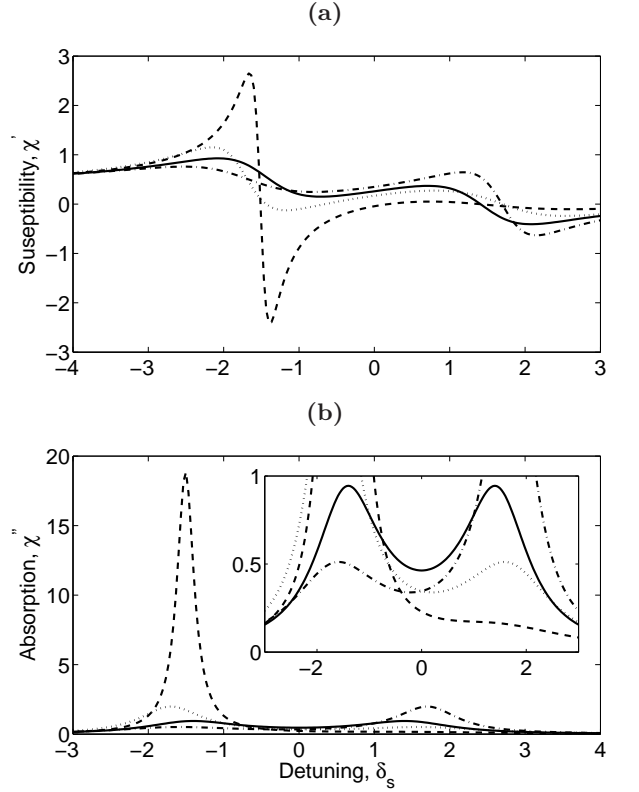 (a)
3
2
1
0
−1
−2
−3
Suseptibility, χ'
−4 −3 −2 −1 0 1 2 3
(b)
20
15
10
5
0
Absorption, χ"
1
0.5
0
−2 0 2
−3 −2 −1 0 1 2 3 4
Detuning, δs